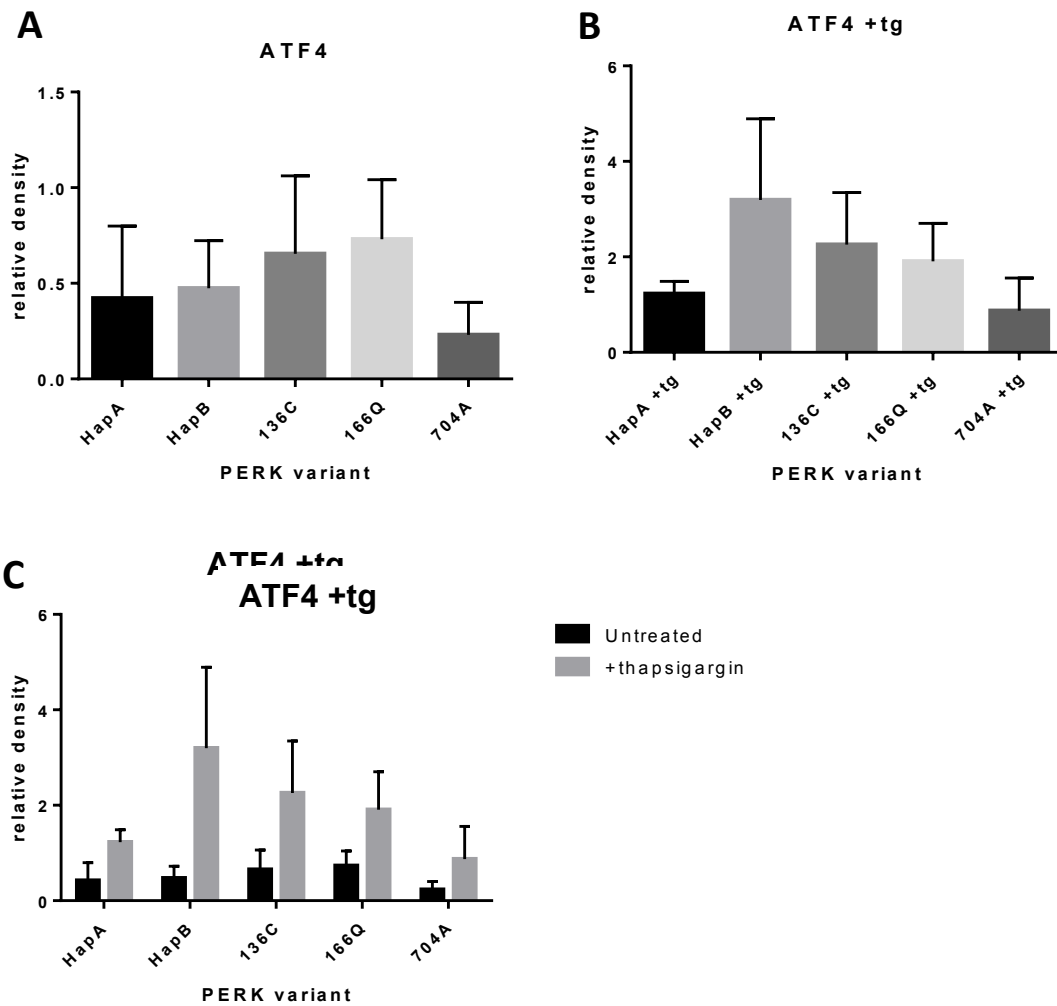 A
ATF4
1.5
1.0
0.5
0.0
relative density
HapA
HapB
136C
166Q
704A
PERK variant
B
ATF4 +tg
6
4
2
0
relative density
HapA +tg
HapB +tg
136C +tg
166Q +tg
704A +tg
PERK variant
C
ATF4 +tg
ATF4 +tg
6
4
2
0
relative density
HapA
HapB
136C
166Q
704A
PERK variant
Untreated
+thapsigargin